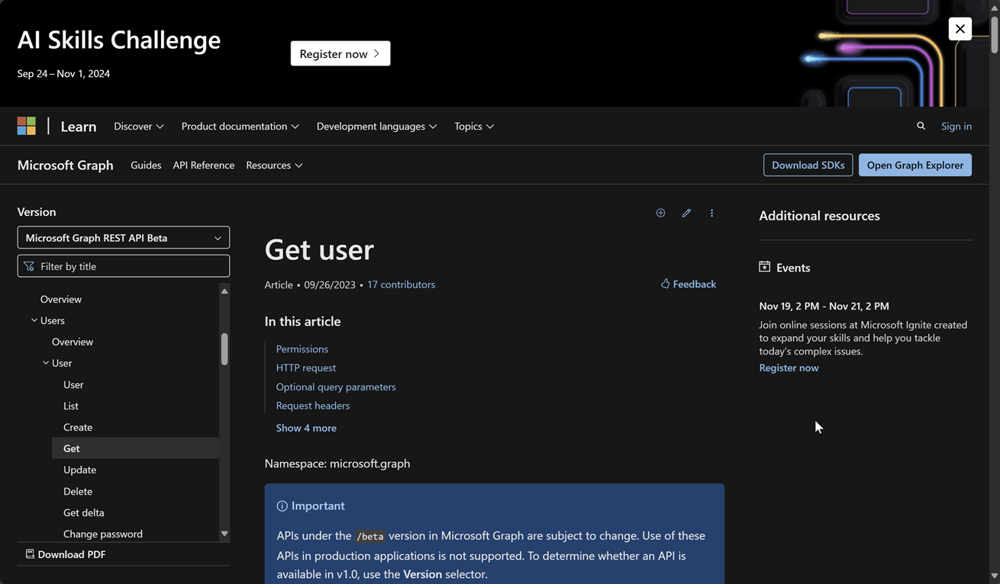 AI Skills Challenge
Sep 24 – Nov 1, 2024
Register now
Learn
Discover
Product documentation
Development languages
Topics
Sign in
Microsoft Graph
Guides
API Reference
Resources
Download SDKs
Open Graph Explorer
Version
Microsoft Graph REST API Beta
Filter by title
Overview
Users
Overview
User
User
List
Create
Get
Update
Delete
Get delta
Change password
Download PDF
Get user
Article • 09/26/2023 • 17 contributors
Feedback
In this article
Permissions
HTTP request
Optional query parameters
Request headers
Show 4 more
Namespace: microsoft.graph
Important
APIs under the /beta version in Microsoft Graph are subject to change. Use of these
APIs in production applications is not supported. To determine whether an API is
available in v1.0, use the Version selector.
Additional resources
Events
Nov 19, 2 PM - Nov 21, 2 PM
Join online sessions at Microsoft Ignite created
to expand your skills and help you tackle
today's complex issues.
Register now